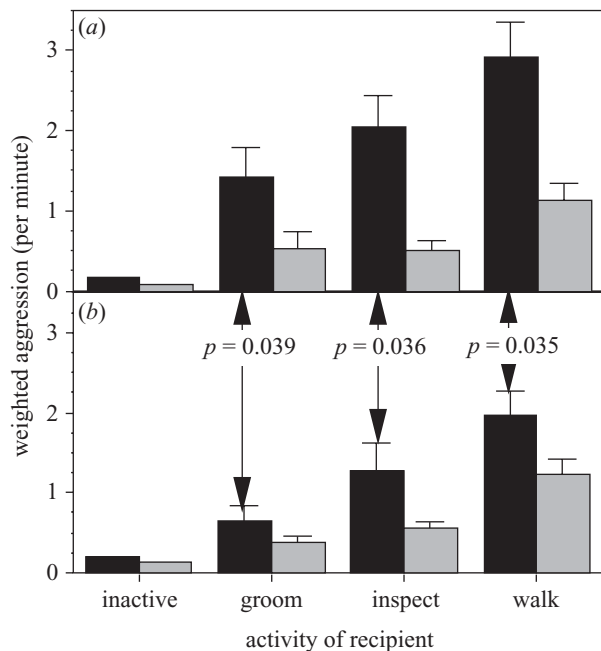 (a)
3
2
1
0
weighted aggression (per minute)
(b)
p = 0.039
p = 0.036
p = 0.035
3
2
1
0
inactive
groom
inspect
walk
activity of recipient